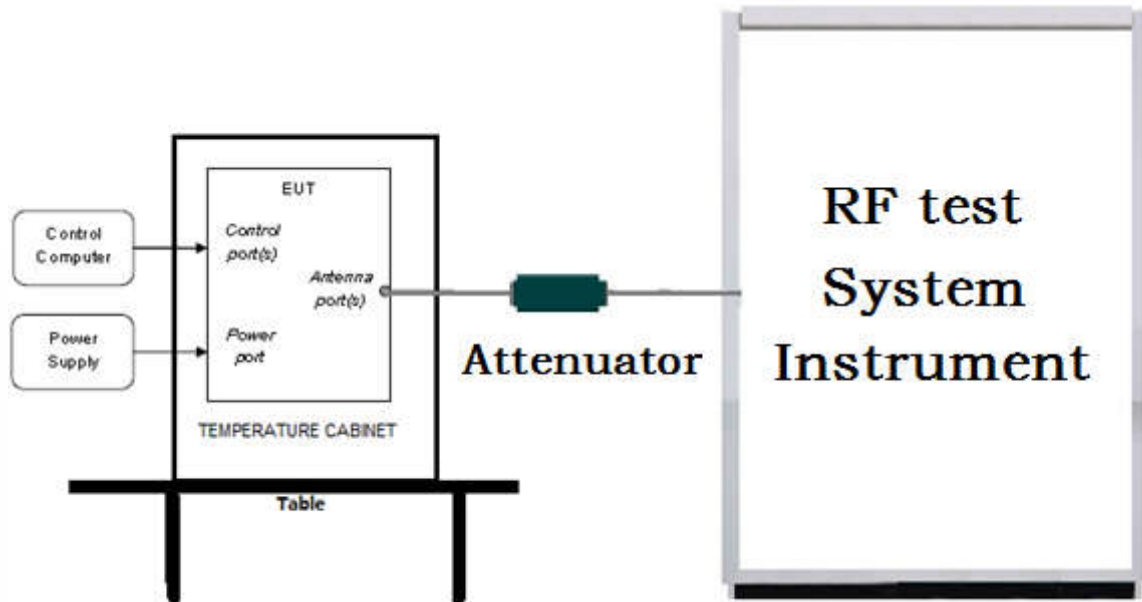 Control
Computer
Power
Supply
EUT
Control
port(s)
Antenna
port(s)
Power
port
TEMPERATURE CABINET
Table
Attenuator
RF test
System
Instrument